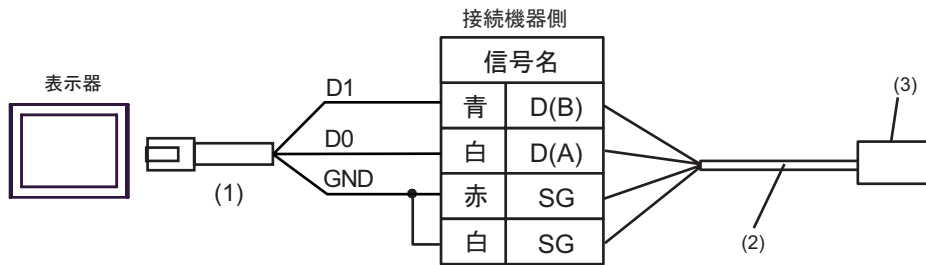 接続機器側
信号名
表示器
(3)
D1
青 D(B)
D0
白 D(A)
GND
赤 SG
(1)
白 SG
(2)